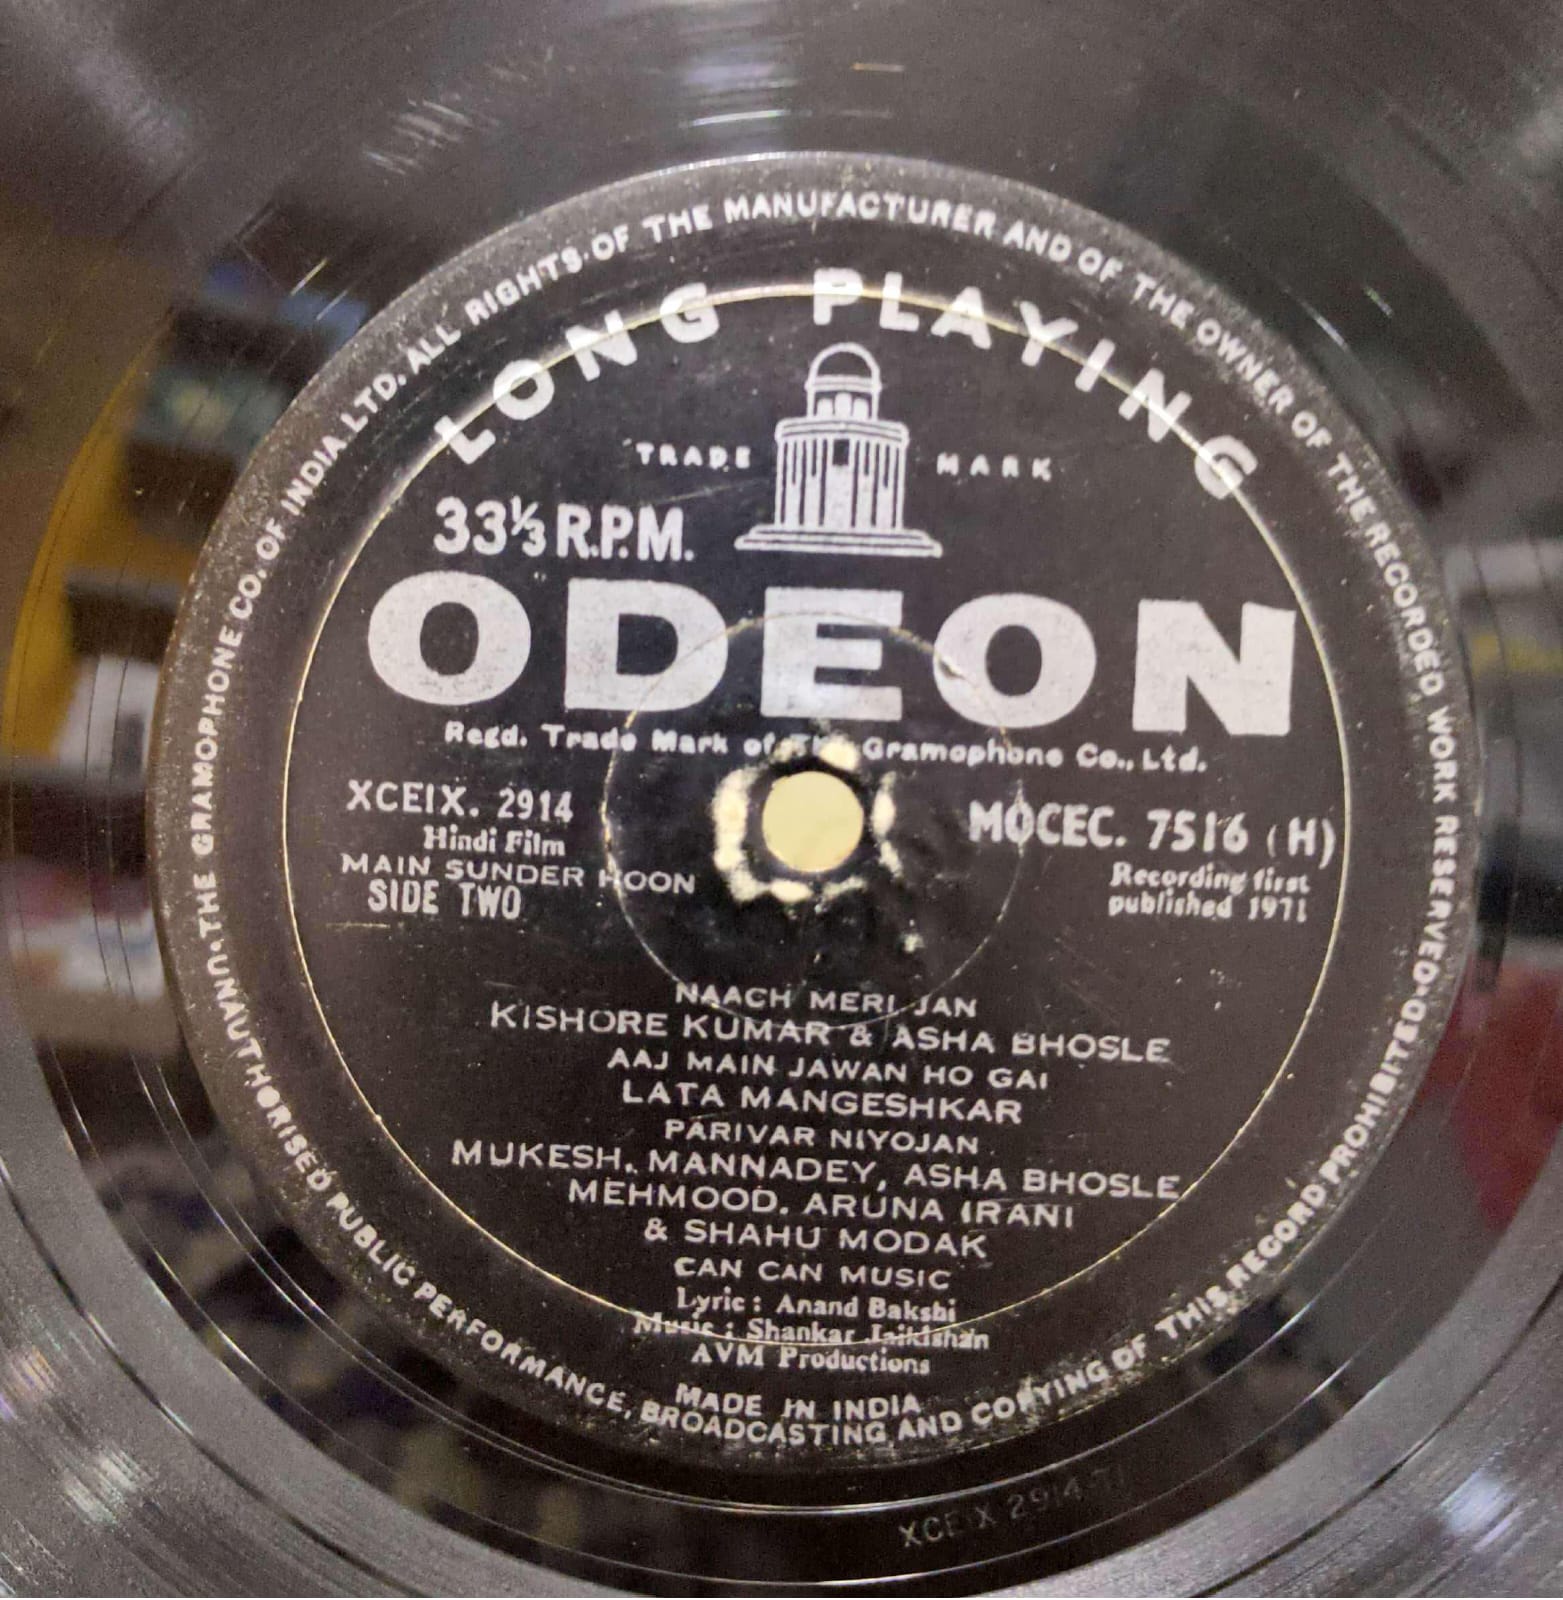 THE GRAMOPHONE CO. OF INDIA LTD. ALL RIGHTS OF THE MANUFACTURER AND OF THE OWNER OF THE RECORDED WORK RESERVED
UNAUTHORISED PUBLIC PERFORMANCE, BROADCASTING AND COPYING OF THIS RECORD PROHIBITED
LONG PLAYING
TRADE MARK
33⅓ R.P.M.
ODEON
Regd. Trade Mark of The Gramophone Co., Ltd.
XCEIX. 2914
Hindi Film
MAIN SUNDER HOON
SIDE TWO
MOCEC. 7516 (H)
Recording first
published 1971
NAACH MERI JAN
KISHORE KUMAR & ASHA BHOSLE
AAJ MAIN JAWAN HO GAI
LATA MANGESHKAR
PARIVAR NIYOJAN
MUKESH, MANNADEY, ASHA BHOSLE
MEHMOOD, ARUNA IRANI
& SHAHU MODAK
CAN CAN MUSIC
Lyric : Anand Bakshi
Music : Shankar Jaikishan
AVM Productions
MADE IN INDIA
XCEIX 2914